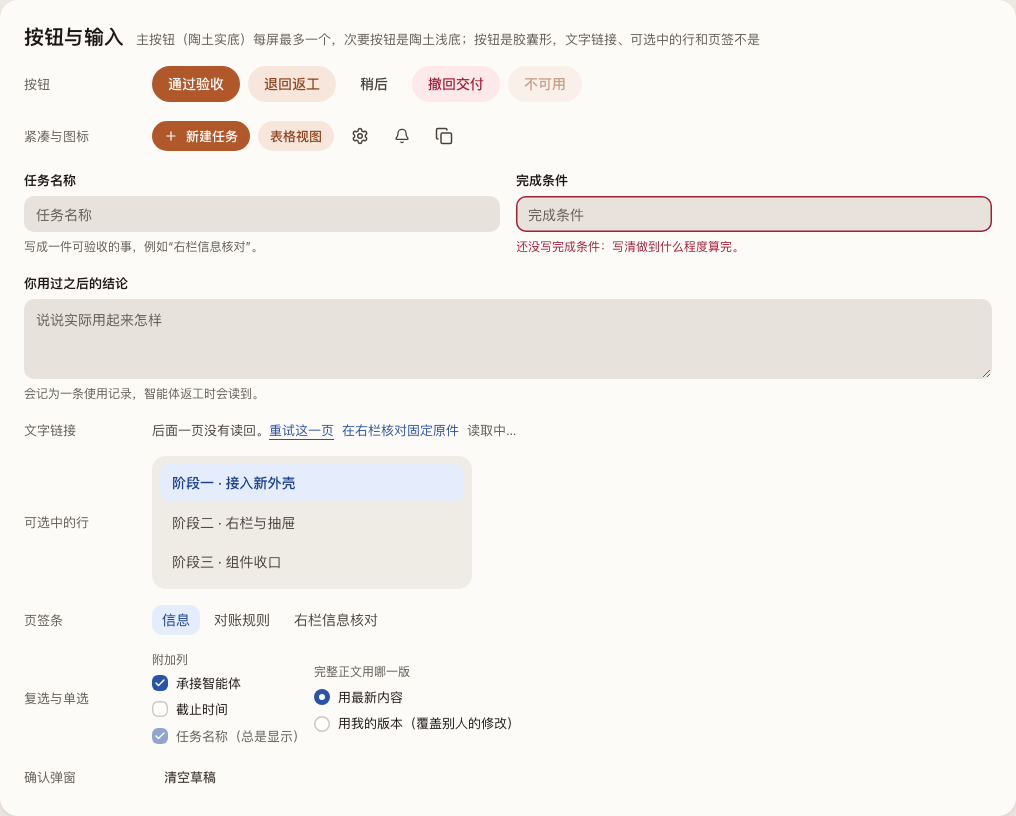 按钮与输入 主按钮（陶土实底）每屏最多一个，次要按钮是陶土浅底；按钮是胶囊形，文字链接、可选中的行和页签不是
按钮 通过验收 退回返工 稍后 撤回交付 不可用
紧凑与图标 + 新建任务 表格视图
任务名称 完成条件
任务名称 完成条件
写成一件可验收的事，例如“右栏信息核对”。 还没写完成条件：写清做到什么程度算完。
你用过之后的结论
说说实际用起来怎样
会记为一条使用记录，智能体返工时会读到。
文字链接 后面一页没有读回。重试这一页 在右栏核对固定原件 读取中…
可选中的行
阶段一 · 接入新外壳
阶段二 · 右栏与抽屉
阶段三 · 组件收口
页签条 信息 对账规则 右栏信息核对
复选与单选
附加列
承接智能体
截止时间
任务名称（总是显示）
完整正文用哪一版
用最新内容
用我的版本（覆盖别人的修改）
确认弹窗 清空草稿